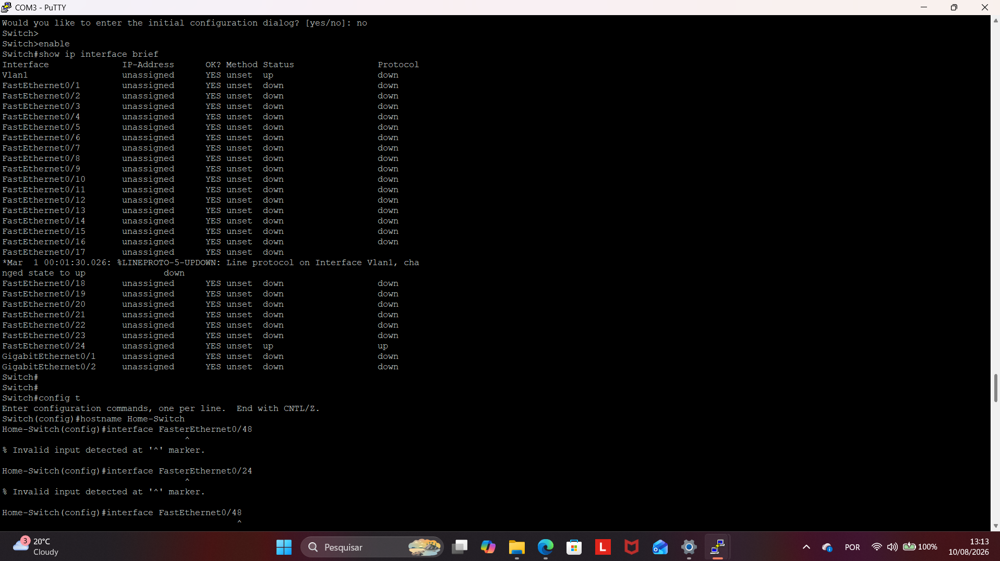 COM3 - PuTTY
Would you like to enter the initial configuration dialog? [yes/no]: no
Switch>
Switch>enable
Switch#show ip interface brief
Interface              IP-Address      OK? Method Status                Protocol
Vlan1                  unassigned      YES unset  up                    down
FastEthernet0/1        unassigned      YES unset  down                  down
FastEthernet0/2        unassigned      YES unset  down                  down
FastEthernet0/3        unassigned      YES unset  down                  down
FastEthernet0/4        unassigned      YES unset  down                  down
FastEthernet0/5        unassigned      YES unset  down                  down
FastEthernet0/6        unassigned      YES unset  down                  down
FastEthernet0/7        unassigned      YES unset  down                  down
FastEthernet0/8        unassigned      YES unset  down                  down
FastEthernet0/9        unassigned      YES unset  down                  down
FastEthernet0/10       unassigned      YES unset  down                  down
FastEthernet0/11       unassigned      YES unset  down                  down
FastEthernet0/12       unassigned      YES unset  down                  down
FastEthernet0/13       unassigned      YES unset  down                  down
FastEthernet0/14       unassigned      YES unset  down                  down
FastEthernet0/15       unassigned      YES unset  down                  down
FastEthernet0/16       unassigned      YES unset  down                  down
FastEthernet0/17       unassigned      YES unset  down
*Mar  1 00:01:30.026: %LINEPROTO-5-UPDOWN: Line protocol on Interface Vlan1, cha
nged state to up               down
FastEthernet0/18       unassigned      YES unset  down                  down
FastEthernet0/19       unassigned      YES unset  down                  down
FastEthernet0/20       unassigned      YES unset  down                  down
FastEthernet0/21       unassigned      YES unset  down                  down
FastEthernet0/22       unassigned      YES unset  down                  down
FastEthernet0/23       unassigned      YES unset  down                  down
FastEthernet0/24       unassigned      YES unset  up                    up
GigabitEthernet0/1     unassigned      YES unset  down                  down
GigabitEthernet0/2     unassigned      YES unset  down                  down
Switch#
Switch#
Switch#config t
Enter configuration commands, one per line.  End with CNTL/Z.
Switch(config)#hostname Home-Switch
Home-Switch(config)#interface FasterEthernet0/48
                                   ^
% Invalid input detected at '^' marker.

Home-Switch(config)#interface FasterEthernet0/24
                                   ^
% Invalid input detected at '^' marker.

Home-Switch(config)#interface FastEthernet0/48
                                             ^
3
20°C
Cloudy
Pesquisar
L
POR
100%
13:13
10/08/2026